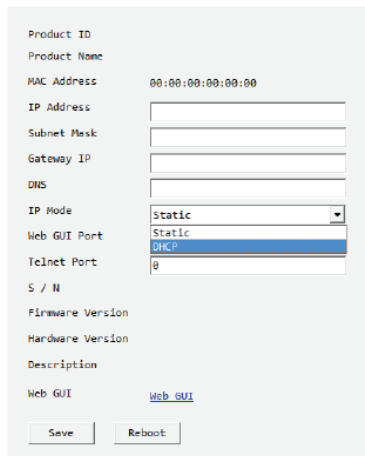 Product ID
Product Name
MAC Address 00:00:00:00:00:00
IP Address
Subnet Mask
Gateway IP
DNS
IP Mode Static
Web GUI Port Static
DHCP
Telnet Port 0
S / N
Firmware Version
Hardware Version
Description
Web GUI Web GUI
Save Reboot